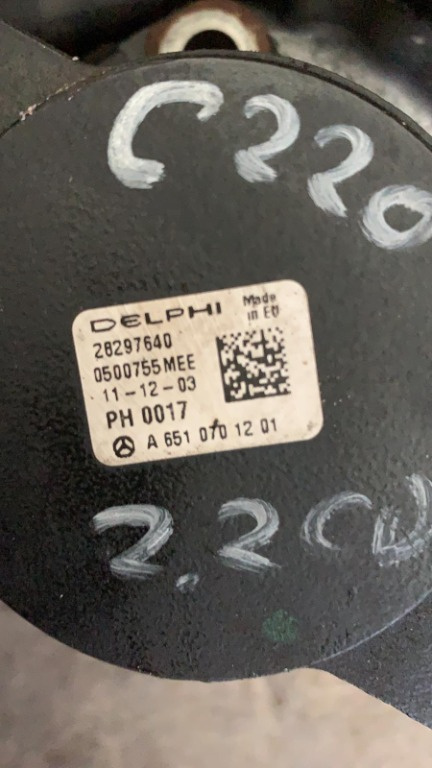 C220
DELPHI
Made
in EU
28297640
0500755MEE
11-12-03
PH 0017
A 651 070 12 01
2.2CDI